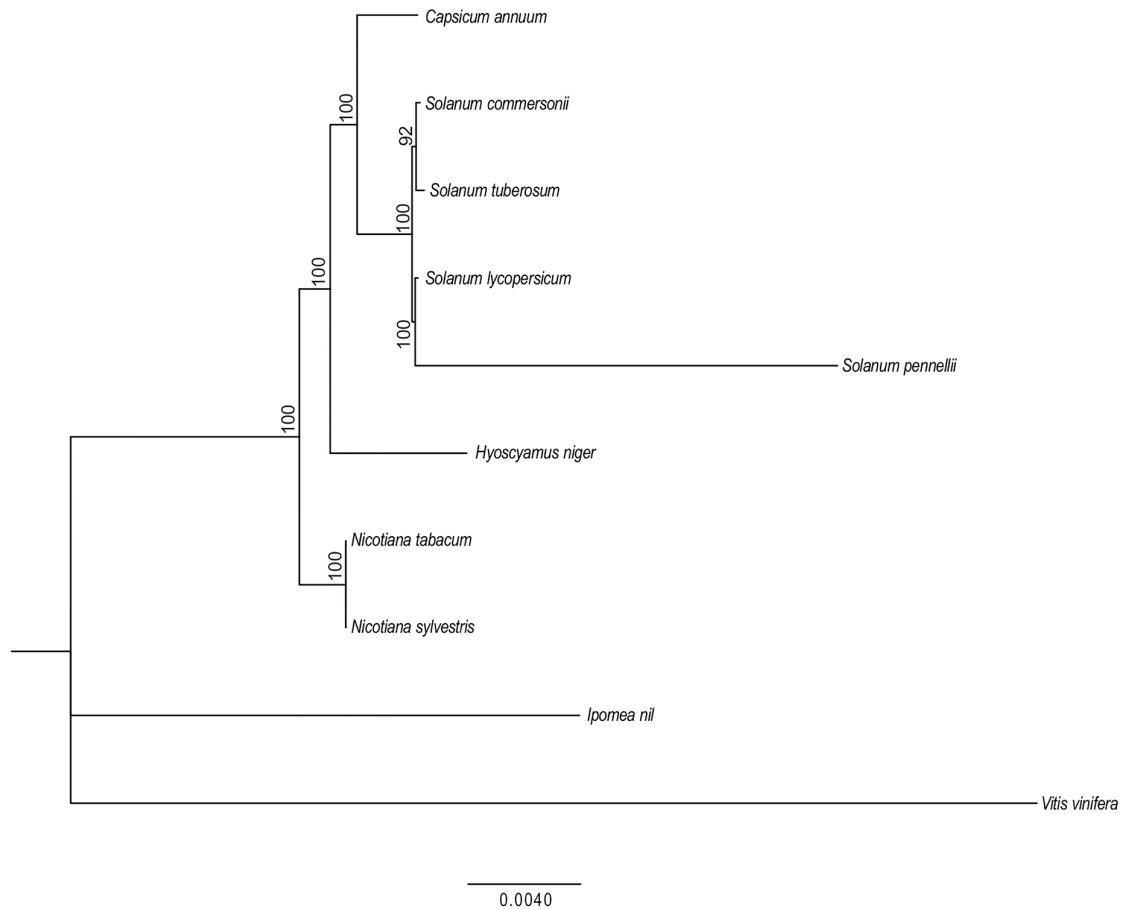 Capsicum annuum
100
Solanum commersonii
92
Solanum tuberosum
100
100
Solanum lycopersicum
100
Solanum pennellii
100
Hyoscyamus niger
Nicotiana tabacum
100
Nicotiana sylvestris
Ipomea nil
Vitis vinifera
0.0040